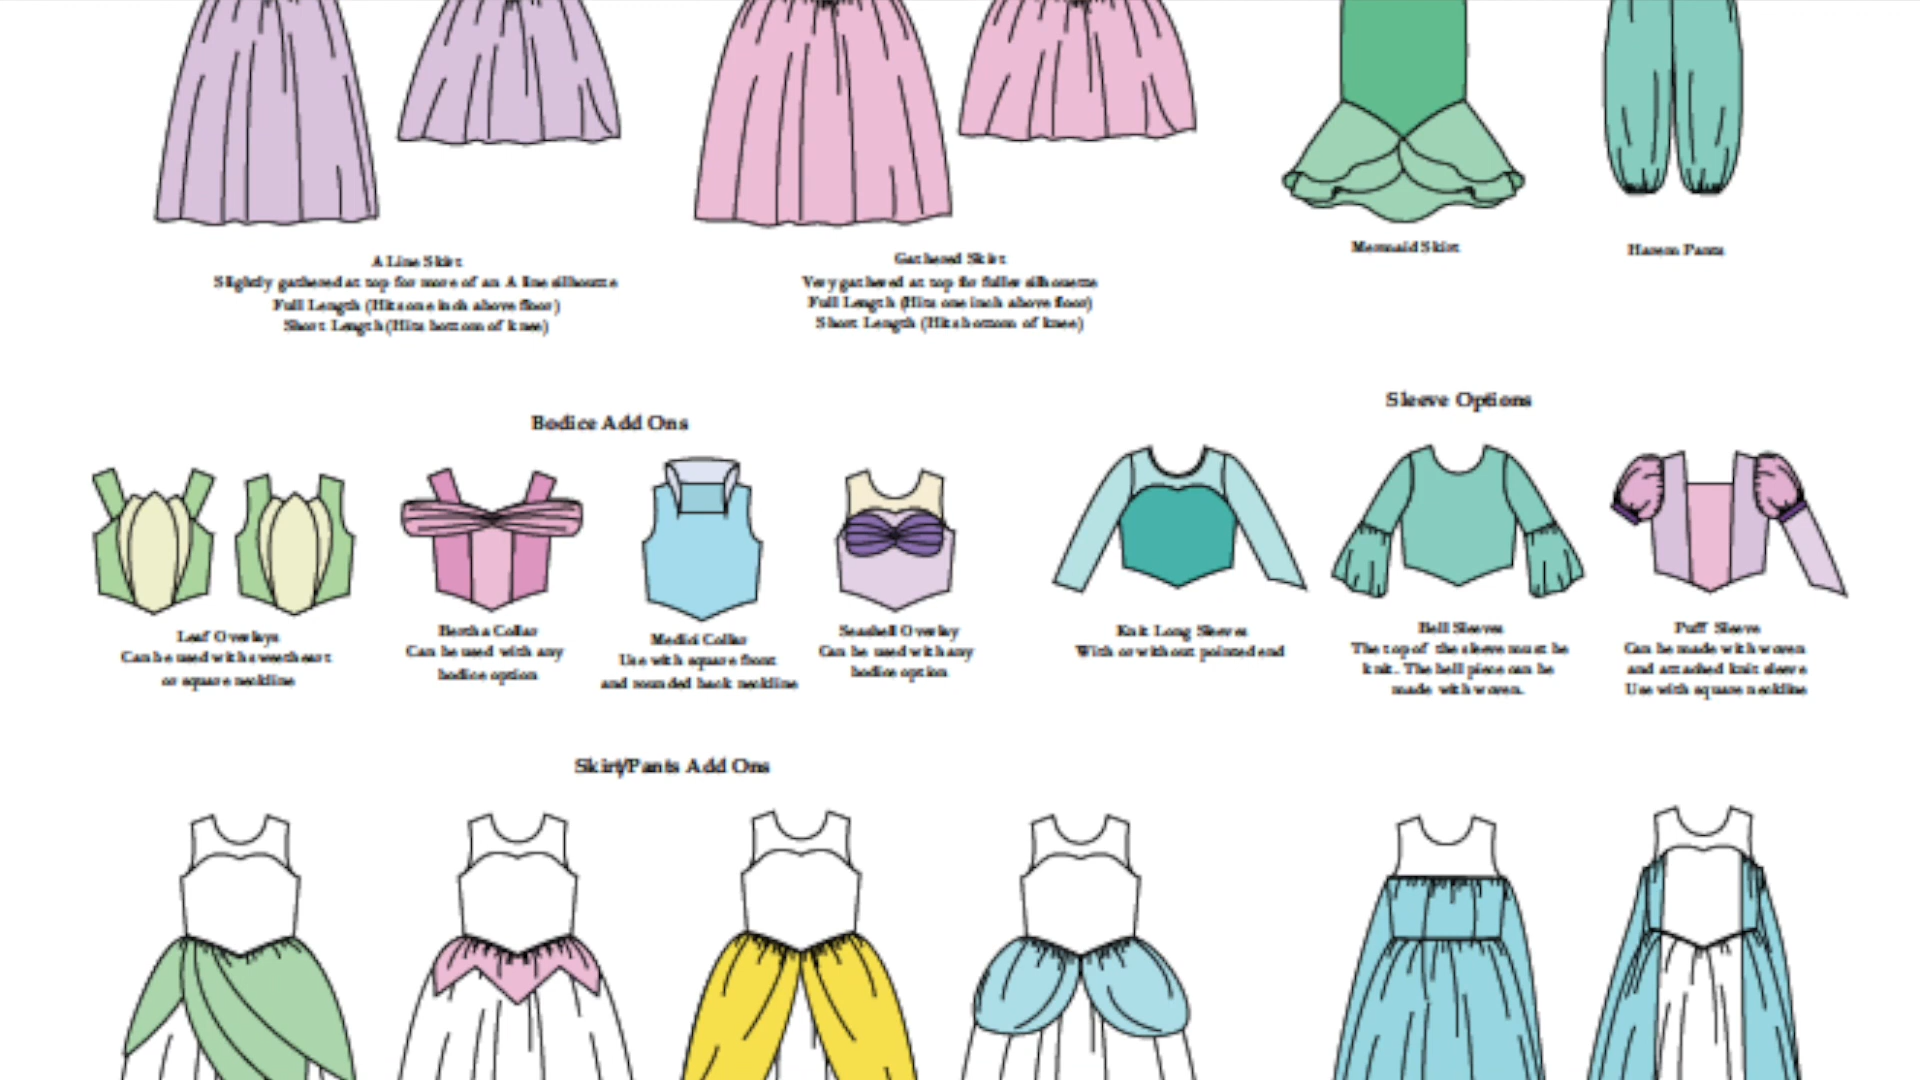 A Line Skirt
Slightly gathered at top for more of an A line silhoutte
Full Length (Hits one inch above floor)
Short Length (Hits bottom of knee)
Gathered Skirt
Very gathered at top for fuller silhouette
Full Length (Hits one inch above floor)
Short Length (Hits bottom of knee)
Mermaid Skirt
Harem Pants
Bodice Add Ons
Sleeve Options
Leaf Overlays
Can be used with sweetheart
or square neckline
Bertha Collar
Can be used with any
bodice option
Medici Collar
Use with square front
and rounded back neckline
Seashell Overlay
Can be used with any
bodice option
Knit Long Sleeves
With or without pointed end
Bell Sleeves
The top of the sleeve must be
knit. The bell piece can be
made with woven.
Puff Sleeve
Can be made with woven
and attached knit sleeve
Use with square neckline
Skirt/Pants Add Ons